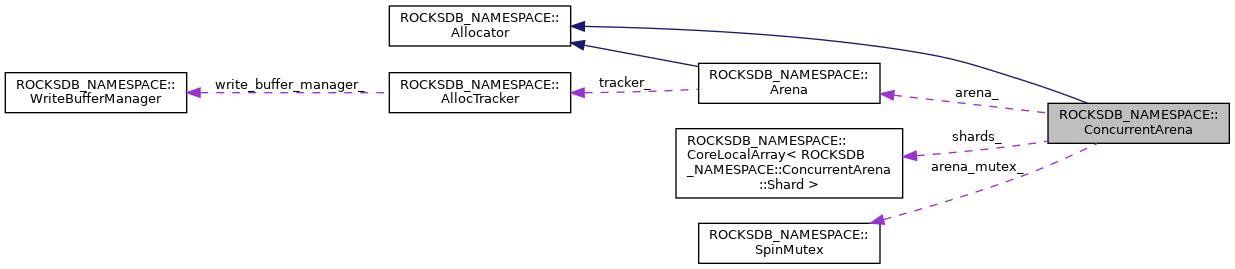 ROCKSDB_NAMESPACE::
Allocator
ROCKSDB_NAMESPACE::
WriteBufferManager
write_buffer_manager_
ROCKSDB_NAMESPACE::
AllocTracker
tracker_
ROCKSDB_NAMESPACE::
Arena
arena_
ROCKSDB_NAMESPACE::
ConcurrentArena
ROCKSDB_NAMESPACE::
CoreLocalArray< ROCKSDB
_NAMESPACE::ConcurrentArena
::Shard >
shards_
arena_mutex_
ROCKSDB_NAMESPACE::
SpinMutex